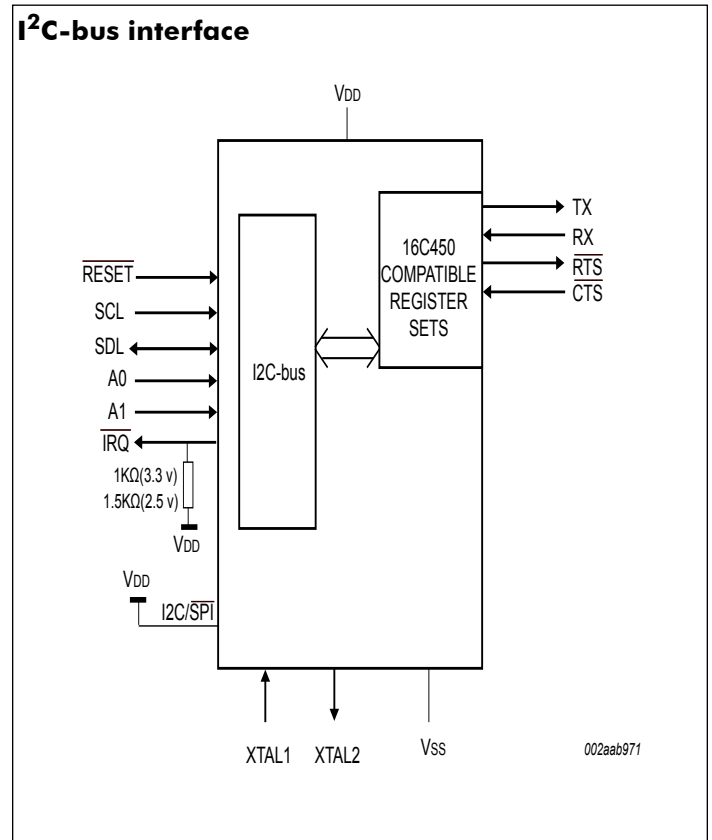 I²C-bus interface
VDD
TX
RX
RTS
CTS
16C450
COMPATIBLE
REGISTER
SETS
RESET
SCL
SDL
A0
A1
IRQ
I2C-bus
1KΩ(3.3 v)
1.5KΩ(2.5 v)
VDD
VDD
I2C/SPI
XTAL1
XTAL2
Vss
002aab971